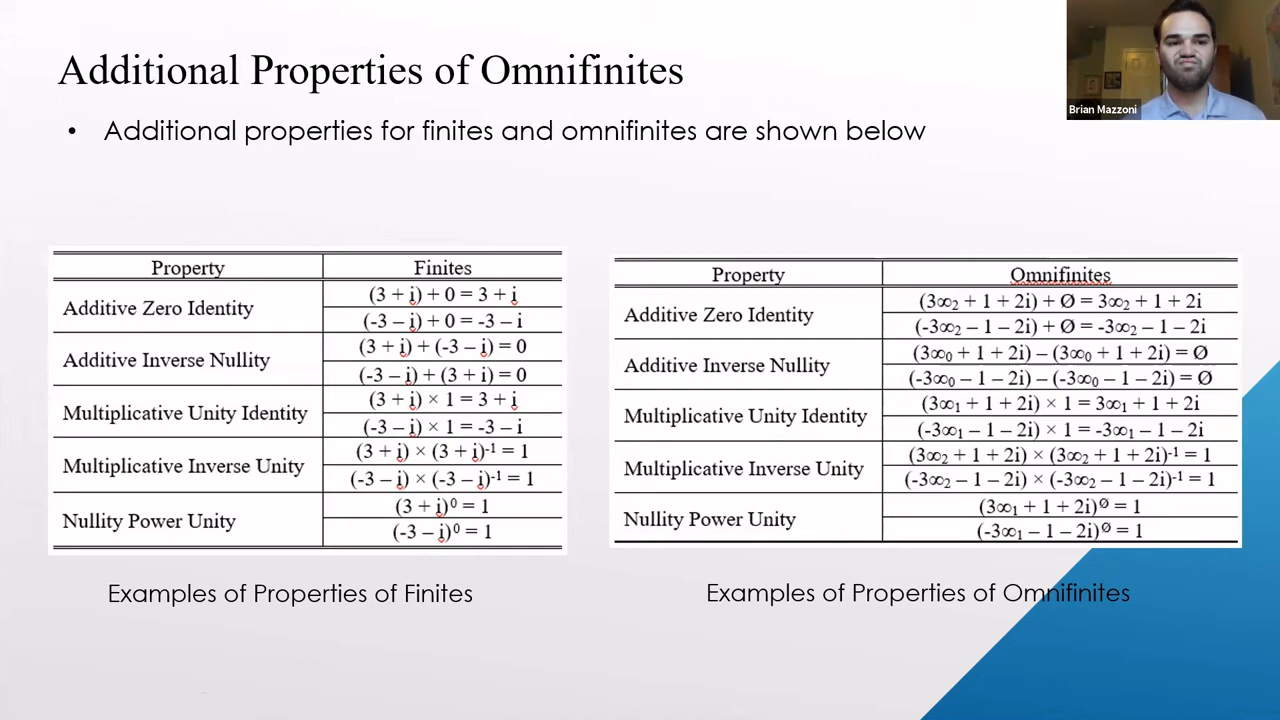 Additional Properties of Omnifinites
Brian Mazzoni
• Additional properties for finites and omnifinites are shown below
Property Finites
Additive Zero Identity
(3 + i) + 0 = 3 + i
(-3 – i) + 0 = -3 – i
Additive Inverse Nullity
(3 + i) + (-3 – i) = 0
(-3 – i) + (3 + i) = 0
Multiplicative Unity Identity
(3 + i) × 1 = 3 + i
(-3 – i) × 1 = -3 – i
Multiplicative Inverse Unity
(3 + i) × (3 + i)⁻¹ = 1
(-3 – i) × (-3 – i)⁻¹ = 1
Nullity Power Unity
(3 + i)⁰ = 1
(-3 – i)⁰ = 1
Examples of Properties of Finites
Property Omnifinites
Additive Zero Identity
(3∞₂ + 1 + 2i) + Ø = 3∞₂ + 1 + 2i
(-3∞₂ – 1 – 2i) + Ø = -3∞₂ – 1 – 2i
Additive Inverse Nullity
(3∞₀ + 1 + 2i) – (3∞₀ + 1 + 2i) = Ø
(-3∞₀ – 1 – 2i) – (-3∞₀ – 1 – 2i) = Ø
Multiplicative Unity Identity
(3∞₁ + 1 + 2i) × 1 = 3∞₁ + 1 + 2i
(-3∞₁ – 1 – 2i) × 1 = -3∞₁ – 1 – 2i
Multiplicative Inverse Unity
(3∞₂ + 1 + 2i) × (3∞₂ + 1 + 2i)⁻¹ = 1
(-3∞₂ – 1 – 2i) × (-3∞₂ – 1 – 2i)⁻¹ = 1
Nullity Power Unity
(3∞₁ + 1 + 2i)^Ø = 1
(-3∞₁ – 1 – 2i)^Ø = 1
Examples of Properties of Omnifinites